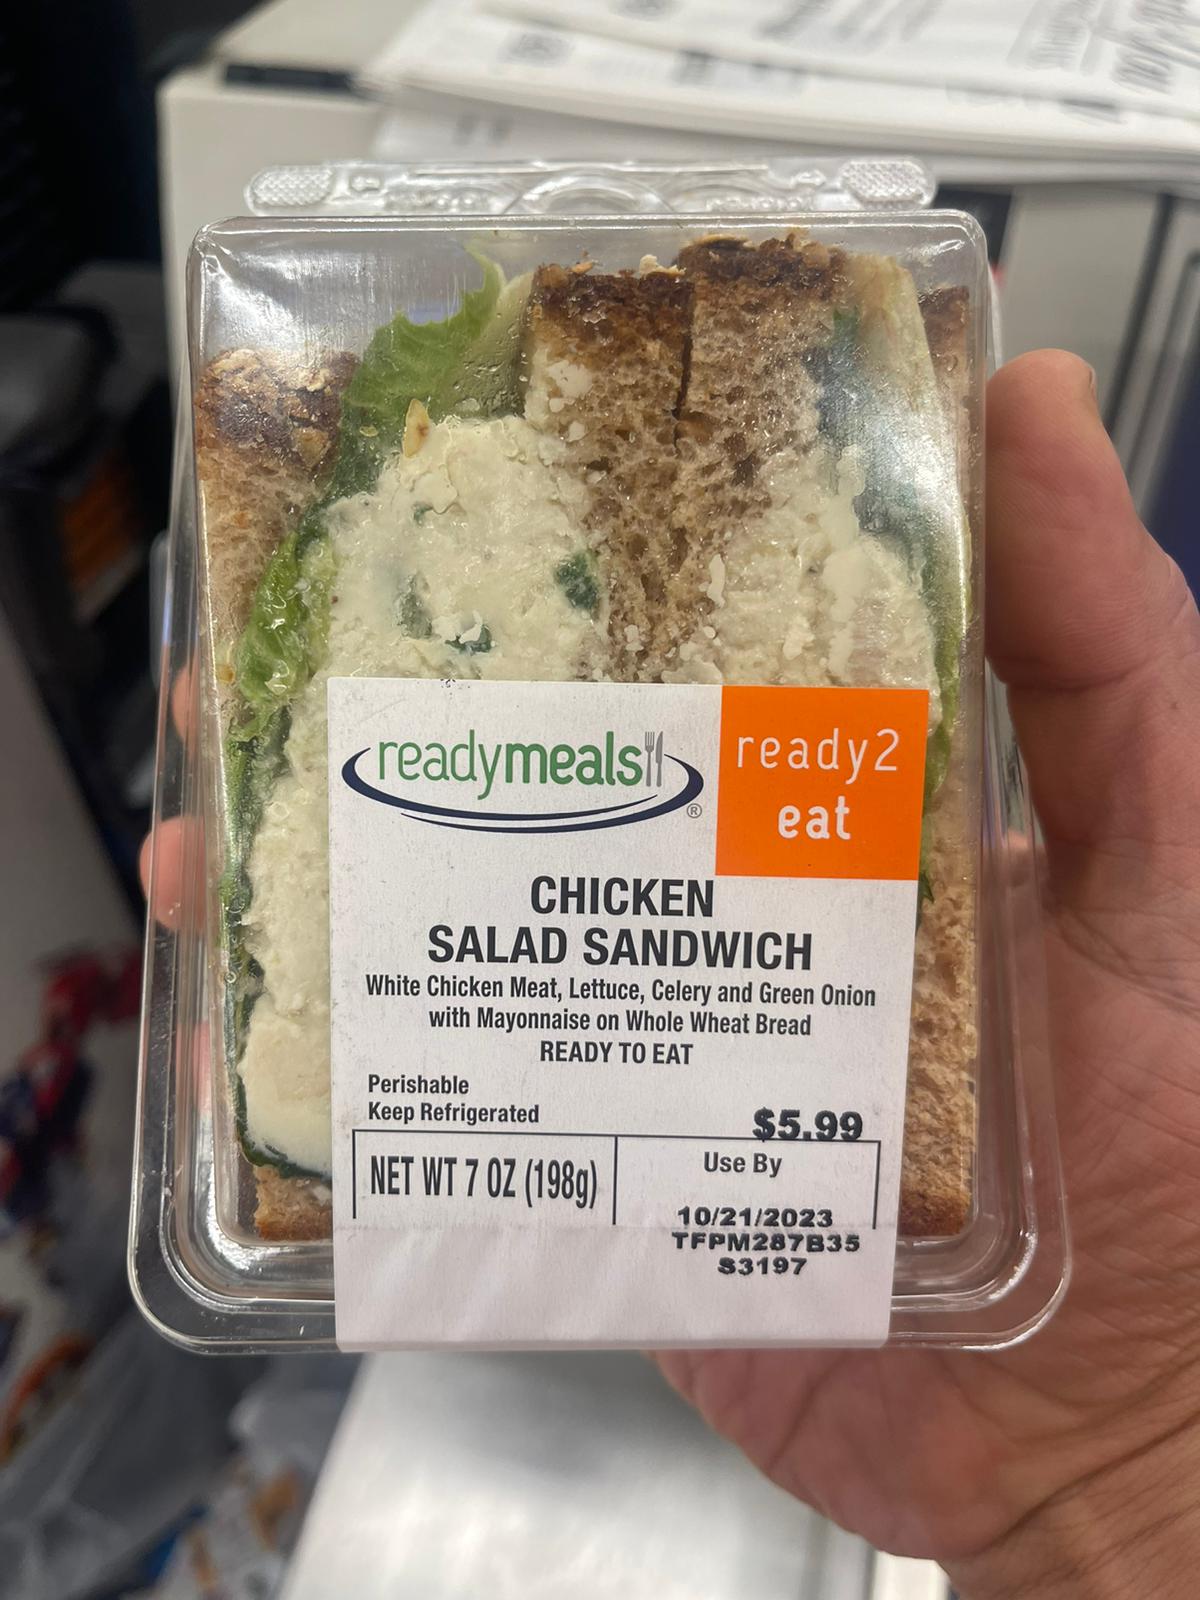 readymeals
®
ready2
eat
CHICKEN
SALAD SANDWICH
White Chicken Meat, Lettuce, Celery and Green Onion
with Mayonnaise on Whole Wheat Bread
READY TO EAT
Perishable
Keep Refrigerated
$5.99
NET WT 7 OZ (198g)
Use By
10/21/2023
TFPM287B35
S3197